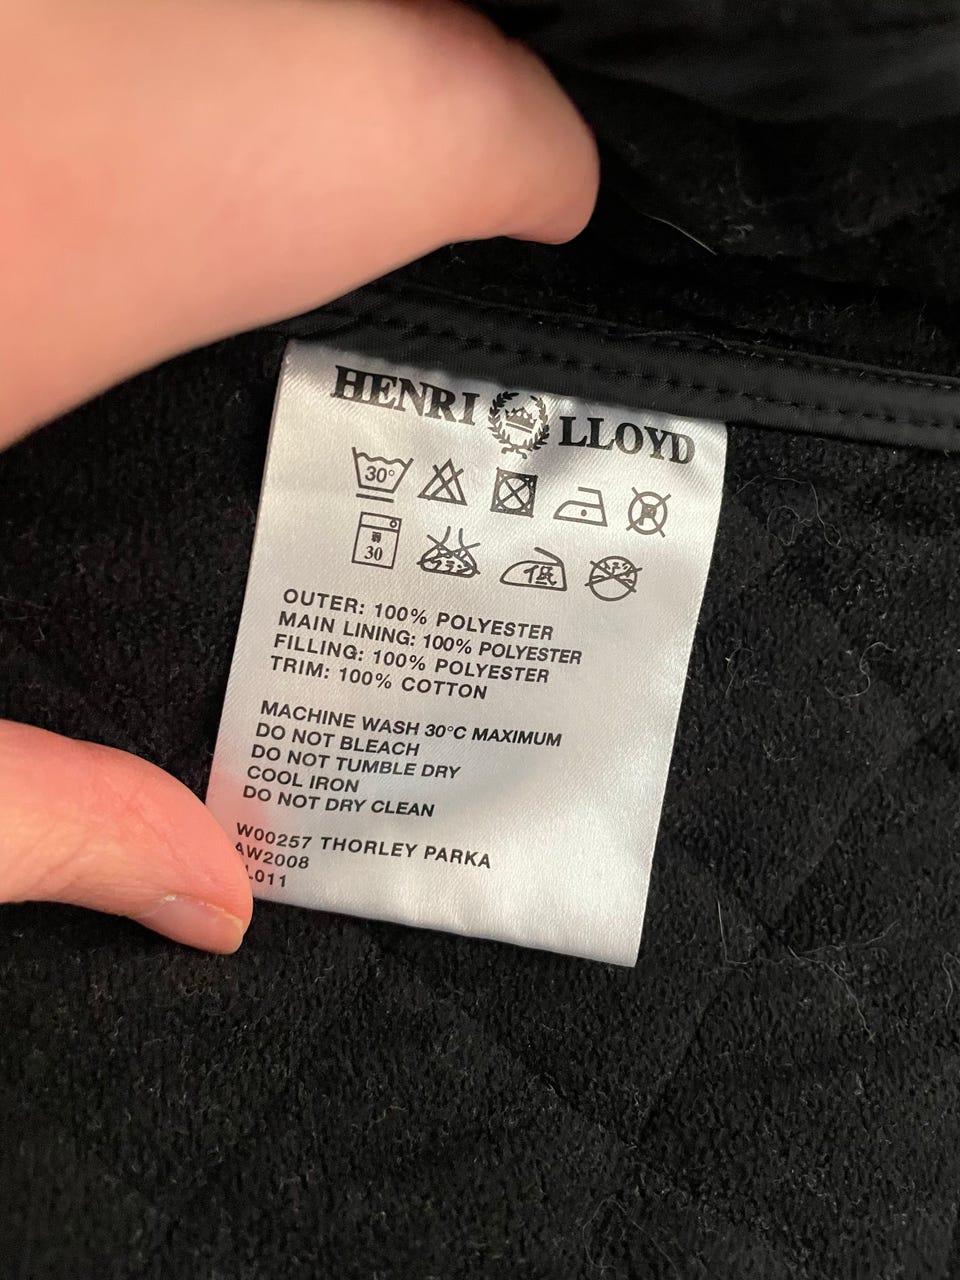 HENRI LLOYD
30°
弱
30
低
OUTER: 100% POLYESTER
MAIN LINING: 100% POLYESTER
FILLING: 100% POLYESTER
TRIM: 100% COTTON
MACHINE WASH 30°C MAXIMUM
DO NOT BLEACH
DO NOT TUMBLE DRY
COOL IRON
DO NOT DRY CLEAN
W00257 THORLEY PARKA
AW2008
L011